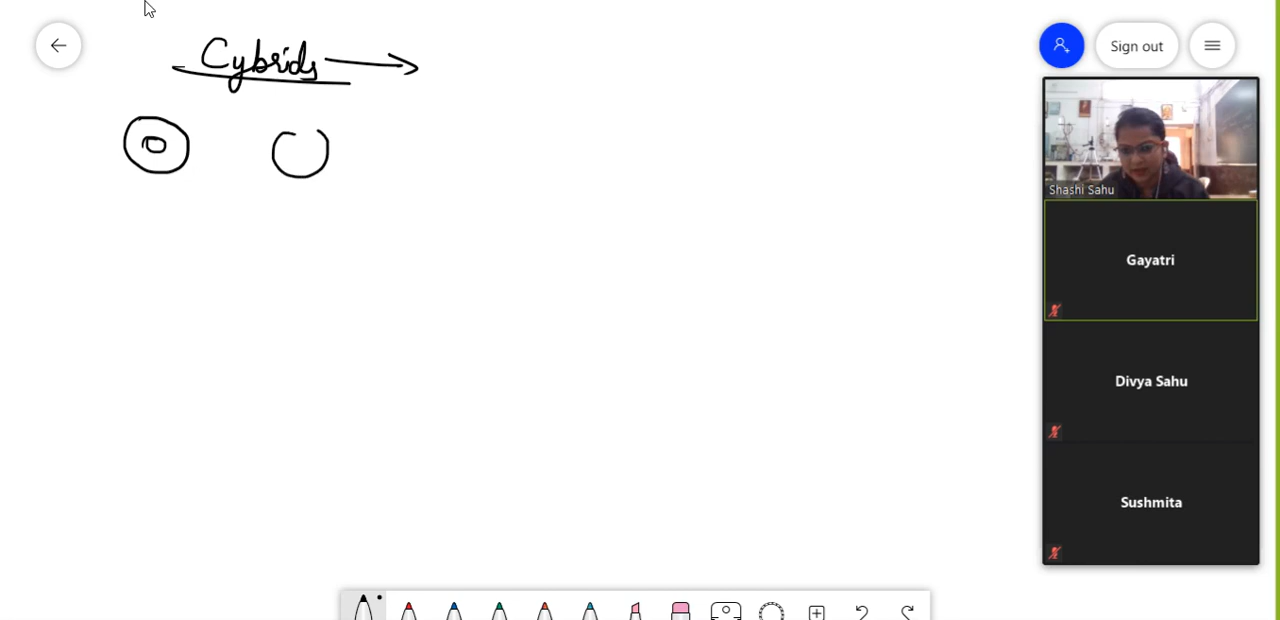 Cybrids
Sign out
Shashi Sahu
Gayatri
Divya Sahu
Sushmita